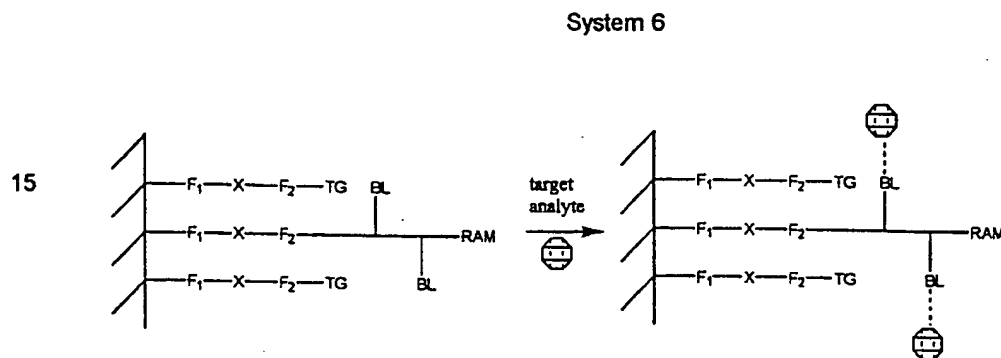 System 6
BL
F₁—X—F₂—TG
15
F₁—X—F₂ RAM
BL
F₁—X—F₂—TG
target
analyte
F₁—X—F₂—TG
BL
F₁—X—F₂ RAM
F₁—X—F₂—TG
BL